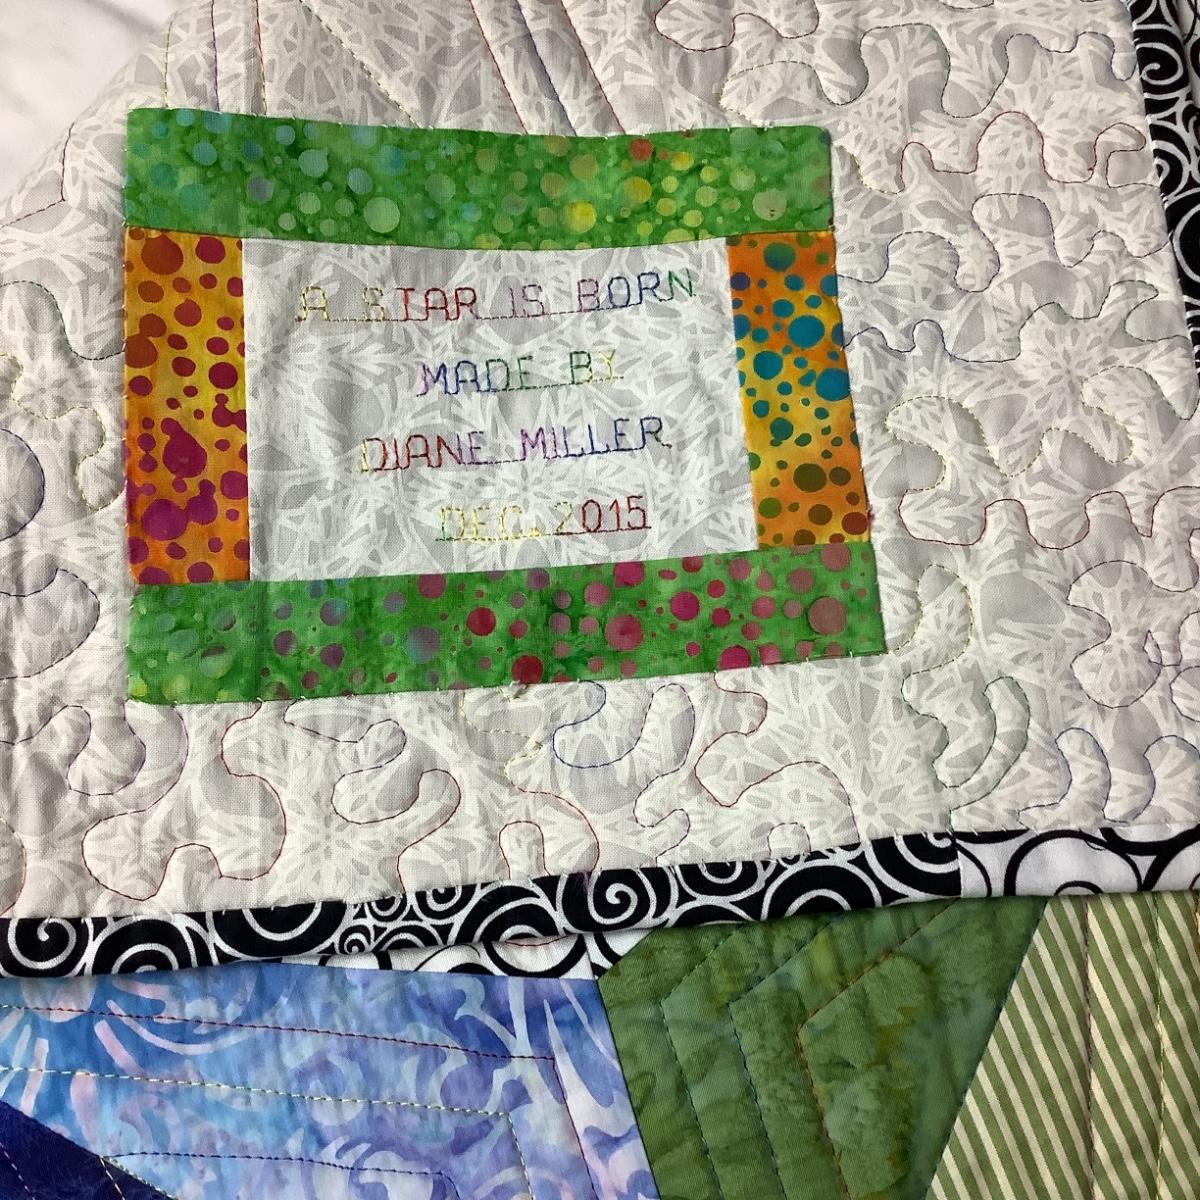 A STAR IS BORN
MADE BY
DIANE MILLER
DEC. 2015